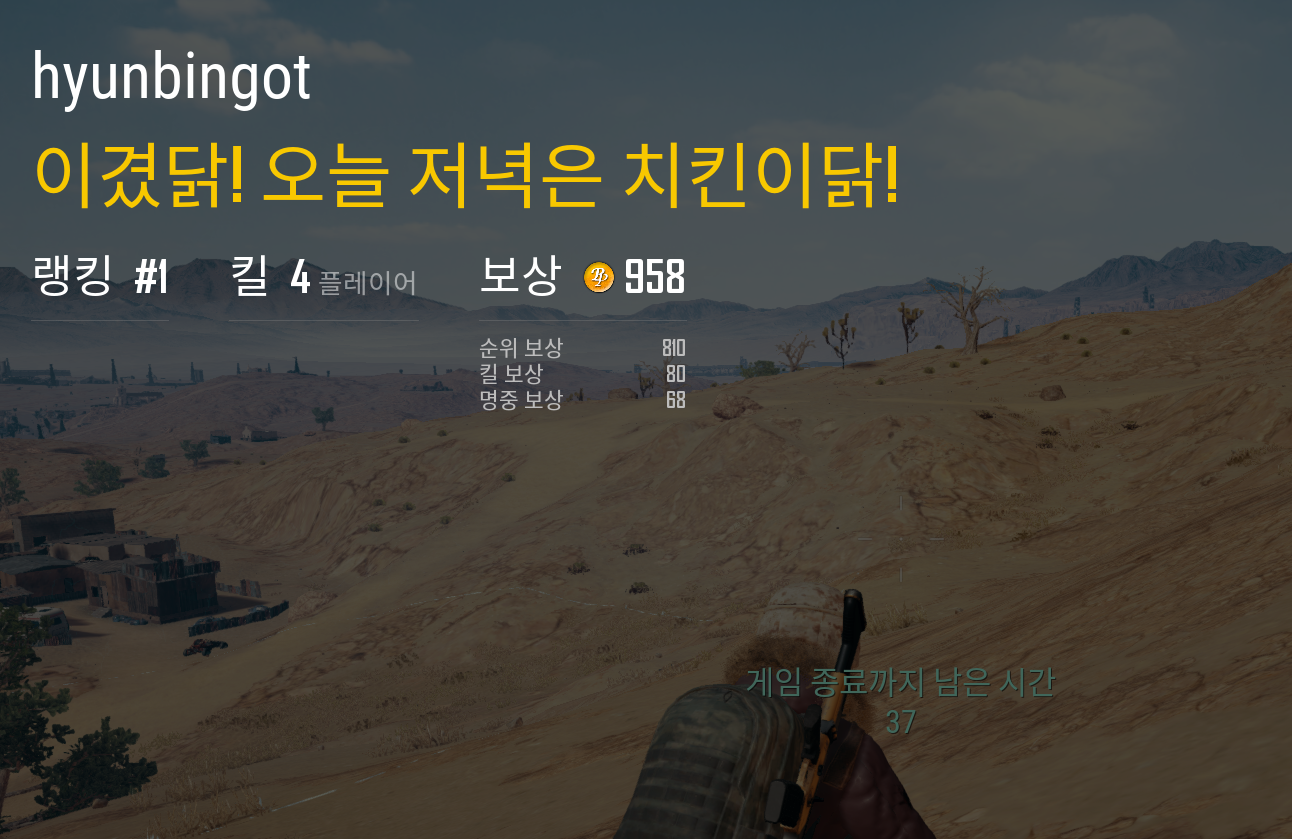 hyunbingot
이겼닭! 오늘 저녁은 치킨이닭!
랭킹 #1 킬 4 플레이어 보상 958
순위 보상 810
킬 보상 80
명중 보상 68
게임 종료까지 남은 시간
37